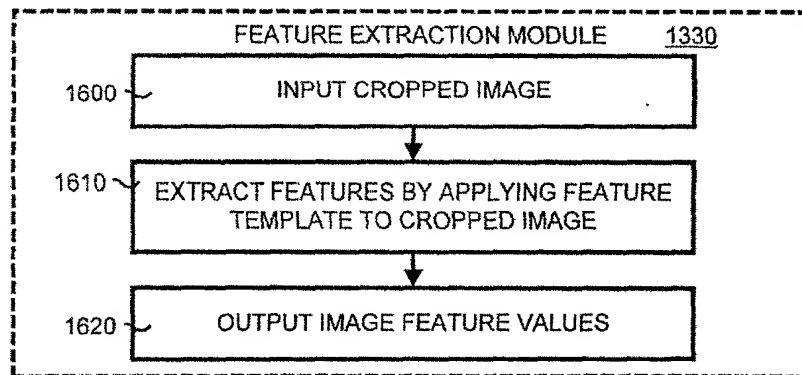 FEATURE EXTRACTION MODULE 1330
1600 INPUT CROPPED IMAGE
1610 EXTRACT FEATURES BY APPLYING FEATURE
TEMPLATE TO CROPPED IMAGE
1620 OUTPUT IMAGE FEATURE VALUES